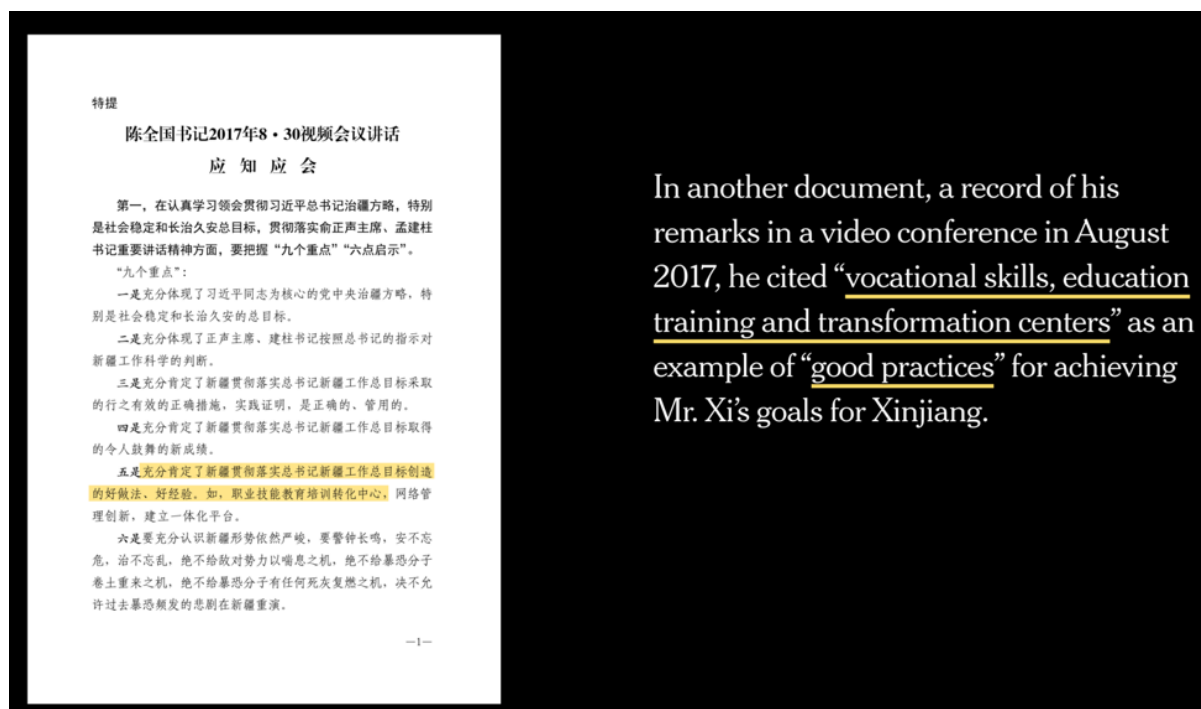 特提
陈全国书记2017年8·30视频会议讲话
应 知 应 会
第一，在认真学习领会贯彻习近平总书记治疆方略，特别
是社会稳定和长治久安总目标，贯彻落实俞正声主席、孟建柱
书记重要讲话精神方面，要把握“九个重点”“六点启示”。
“九个重点”：
一是充分体现了习近平同志为核心的党中央治疆方略，特
别是社会稳定和长治久安的总目标。
二是充分体现了正声主席、建柱书记按照总书记的指示对
新疆工作科学的判断。
三是充分肯定了新疆贯彻落实总书记新疆工作总目标采取
的行之有效的正确措施，实践证明，是正确的、管用的。
四是充分肯定了新疆贯彻落实总书记新疆工作总目标取得
的令人鼓舞的新成绩。
五是充分肯定了新疆贯彻落实总书记新疆工作总目标创造
的好做法、好经验。如，职业技能教育培训转化中心，网络管
理创新，建立一体化平台。
六是要充分认识新疆形势依然严峻，要警钟长鸣，安不忘
危，治不忘乱，绝不给敌对势力以喘息之机，绝不给暴恐分子
卷土重来之机，绝不给暴恐分子有任何死灰复燃之机，决不允
许过去暴恐频发的悲剧在新疆重演。
—1—
In another document, a record of his
remarks in a video conference in August
2017, he cited “vocational skills, education
training and transformation centers” as an
example of “good practices” for achieving
Mr. Xi’s goals for Xinjiang.